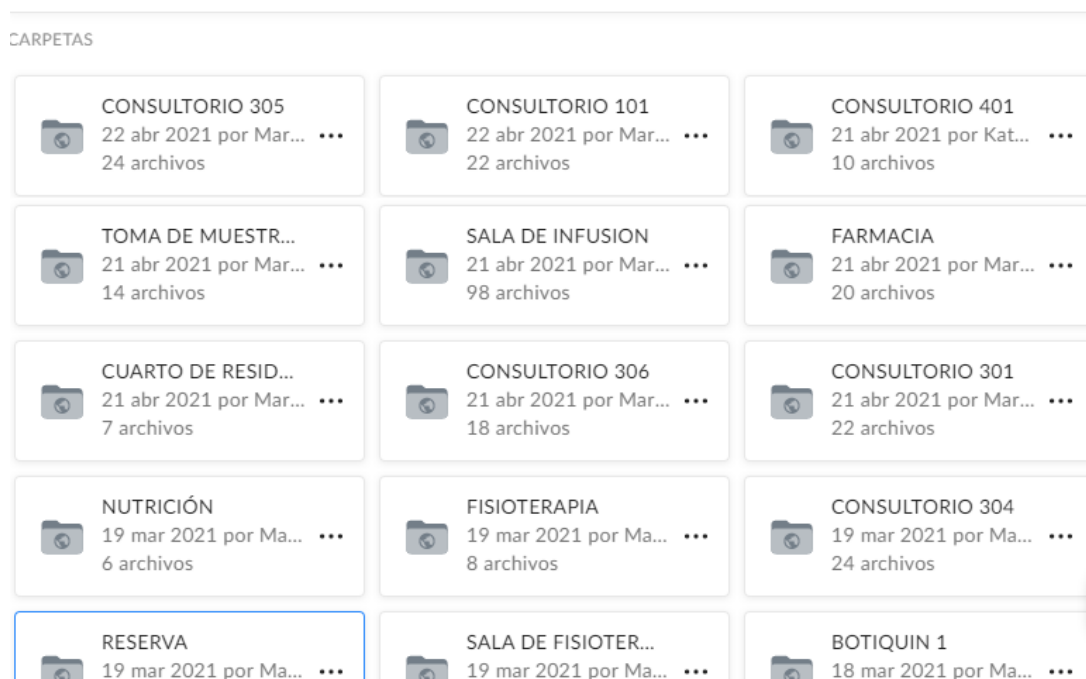 CARPETAS
CONSULTORIO 305
22 abr 2021 por Mar...
24 archivos
CONSULTORIO 101
22 abr 2021 por Mar...
22 archivos
CONSULTORIO 401
21 abr 2021 por Kat...
10 archivos
TOMA DE MUESTR...
21 abr 2021 por Mar...
14 archivos
SALA DE INFUSION
21 abr 2021 por Mar...
98 archivos
FARMACIA
21 abr 2021 por Mar...
20 archivos
CUARTO DE RESID...
21 abr 2021 por Mar...
7 archivos
CONSULTORIO 306
21 abr 2021 por Mar...
18 archivos
CONSULTORIO 301
21 abr 2021 por Mar...
22 archivos
NUTRICIÓN
19 mar 2021 por Ma...
6 archivos
FISIOTERAPIA
19 mar 2021 por Ma...
8 archivos
CONSULTORIO 304
19 mar 2021 por Ma...
24 archivos
RESERVA
19 mar 2021 por Ma...
SALA DE FISIOTER...
19 mar 2021 por Ma...
BOTIQUIN 1
18 mar 2021 por Ma...